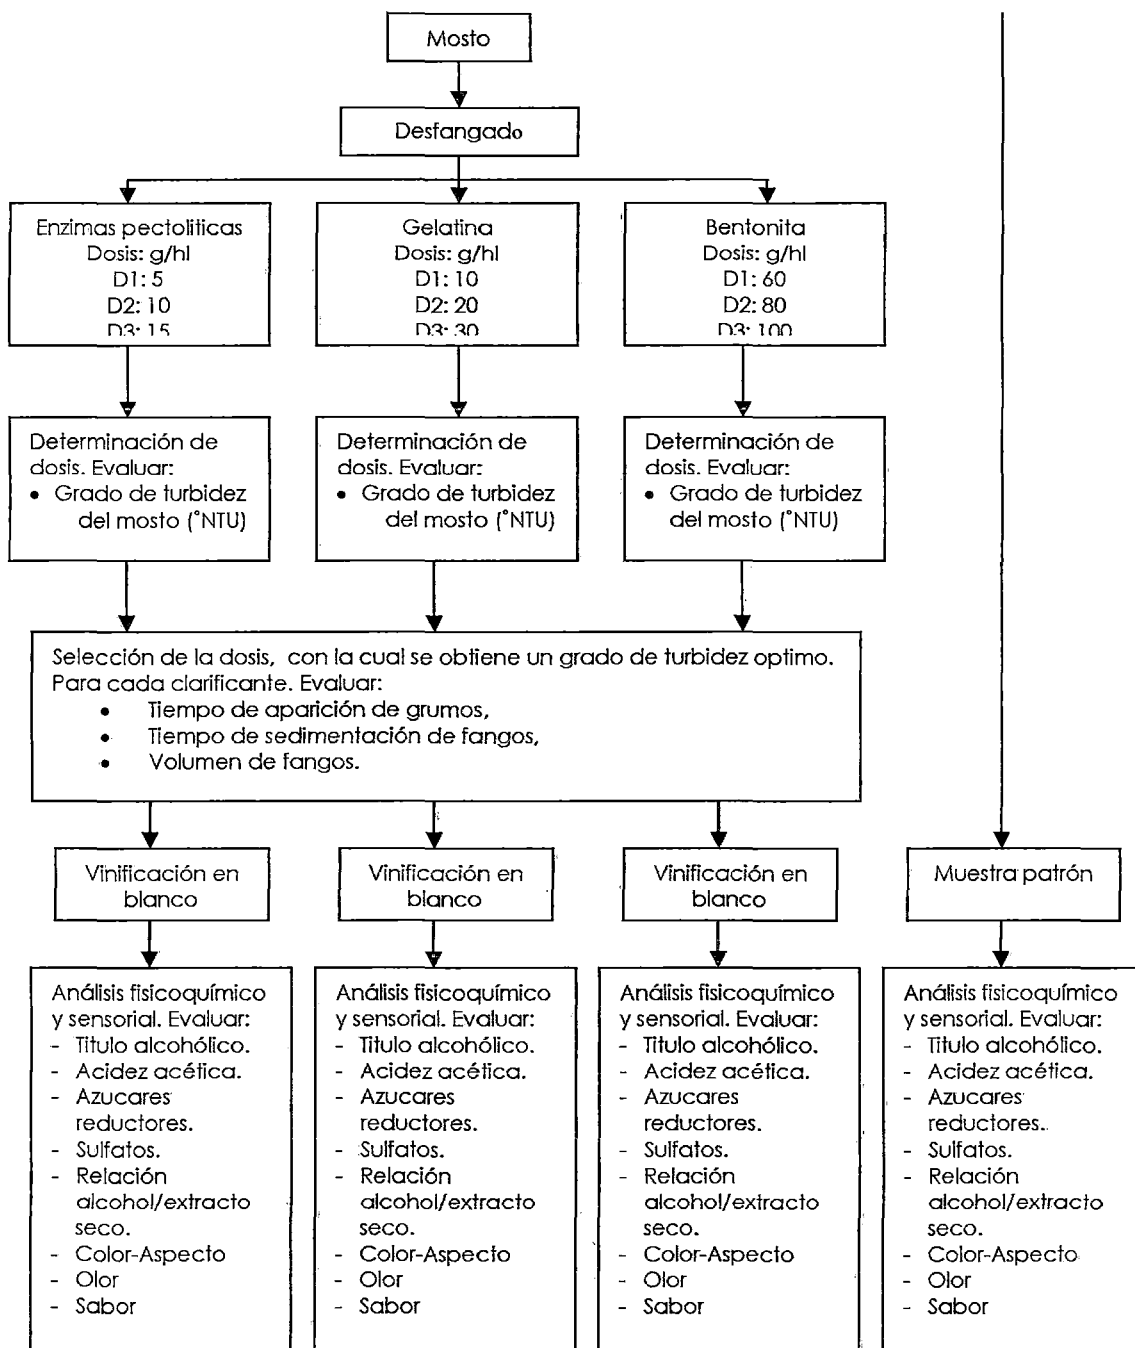 Mosto
Desfangado
Enzimas pectoliticas
Dosis: g/hl
D1: 5
D2: 10
D3: 15
Gelatina
Dosis: g/hl
D1: 10
D2: 20
D3: 30
Bentonita
Dosis: g/hl
D1: 60
D2: 80
D3: 100
Determinación de
dosis. Evaluar:
• Grado de turbidez
del mosto (°NTU)
Determinación de
dosis. Evaluar:
• Grado de turbidez
del mosto (°NTU)
Determinación de
dosis. Evaluar:
• Grado de turbidez
del mosto (°NTU)
Selección de la dosis, con la cual se obtiene un grado de turbidez optimo.
Para cada clarificante. Evaluar:
• Tiempo de aparición de grumos,
• Tiempo de sedimentación de fangos,
• Volumen de fangos.
Vinificación en
blanco
Vinificación en
blanco
Vinificación en
blanco
Muestra patrón
Análisis fisicoquímico
y sensorial. Evaluar:
- Titulo alcohólico.
- Acidez acética.
- Azucares
reductores.
- Sulfatos.
- Relación
alcohol/extracto
seco.
- Color-Aspecto
- Olor
- Sabor
Análisis fisicoquímico
y sensorial. Evaluar:
- Titulo alcohólico.
- Acidez acética.
- Azucares
reductores.
- Sulfatos.
- Relación
alcohol/extracto
seco.
- Color-Aspecto
- Olor
- Sabor
Análisis fisicoquímico
y sensorial. Evaluar:
- Titulo alcohólico.
- Acidez acética.
- Azucares
reductores.
- Sulfatos.
- Relación
alcohol/extracto
seco.
- Color-Aspecto
- Olor
- Sabor
Análisis fisicoquímico
y sensorial. Evaluar:
- Titulo alcohólico.
- Acidez acética.
- Azucares
reductores.
- Sulfatos.
- Relación
alcohol/extracto
seco.
- Color-Aspecto
- Olor
- Sabor